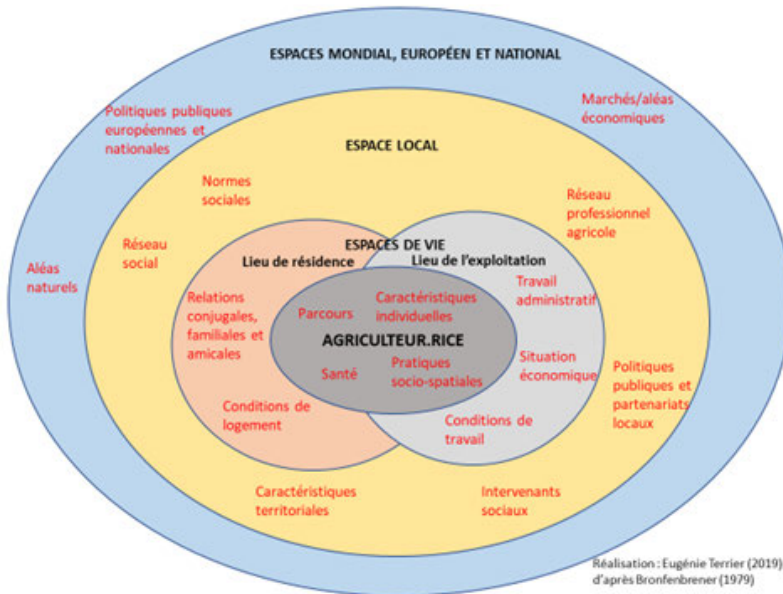 ESPACES MONDIAL, EUROPÉEN ET NATIONAL
Politiques publiques
européennes et
nationales
Marchés/aléas
économiques
ESPACE LOCAL
Normes
sociales
Réseau
professionnel
agricole
Réseau
social
Aléas
naturels
ESPACES DE VIE
Lieu de résidence
Lieu de l'exploitation
Travail
administratif
Relations
conjugales,
familiales et
amicales
Parcours
Caractéristiques
individuelles
AGRICULTEUR.RICE
Santé
Pratiques
socio-spatiales
Situation
économique
Politiques
publiques et
partenariats
locaux
Conditions de
logement
Conditions de
travail
Caractéristiques
territoriales
Intervenants
sociaux
Réalisation : Eugénie Terrier (2019)
d'après Bronfenbrener (1979)